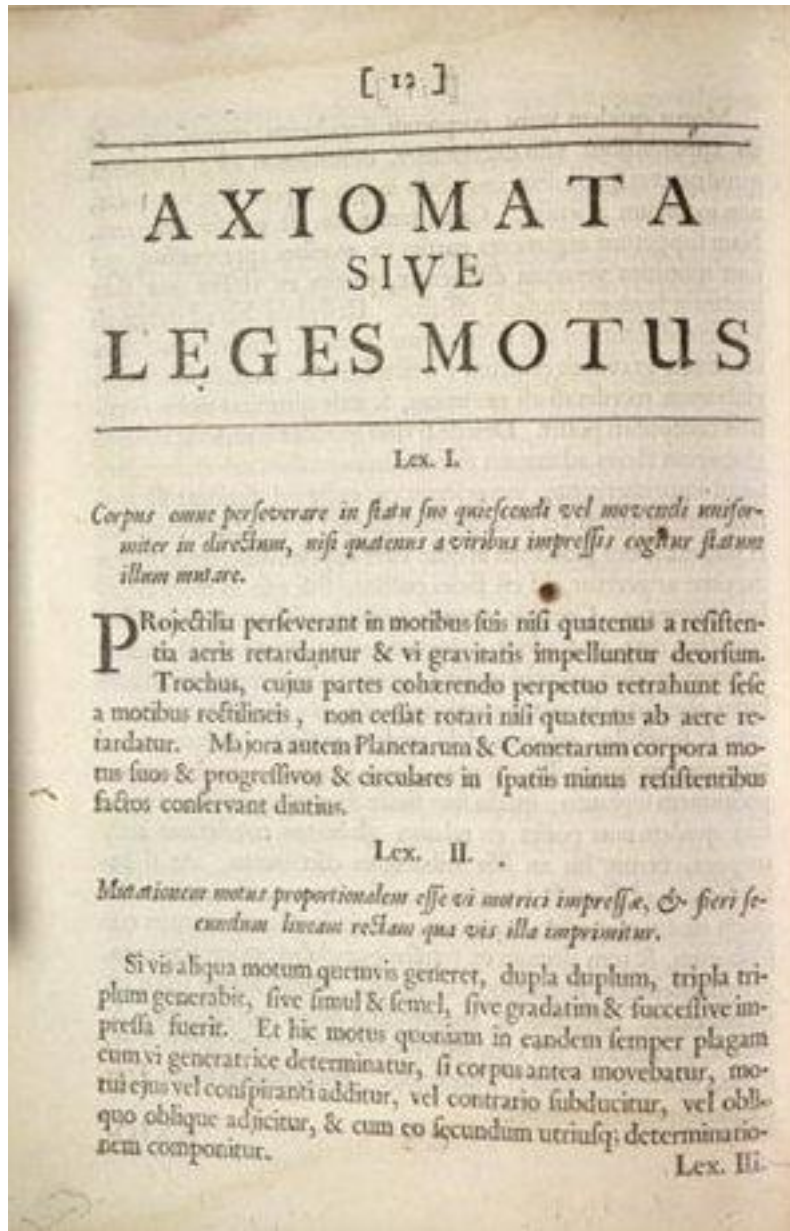 [ 12 ]
AXIOMATA
SIVE
LEGES MOTUS
Lex. I.
Corpus omne perſeverare in ſtatu ſuo quieſcendi vel movendi unifor-
miter in directum, niſi quatenus a viribus impreſſis cogitur ſtatum
illum mutare.
PRojectilia perſeverant in motibus ſuis niſi quatenus a reſiſten-
tia aeris retardantur & vi gravitatis impelluntur deorſum.
Trochus, cujus partes cohærendo perpetuo retrahunt ſeſe
a motibus rectilineis, non ceſſat rotari niſi quatenus ab aere re-
tardatur. Majora autem Planetarum & Cometarum corpora mo-
tus ſuos & progreſſivos & circulares in ſpatiis minus reſiſtentibus
factos conſervant diutius.
Lex. II.
Mutationem motus proportionalem eſſe vi motrici impreſſæ, & fieri ſe-
cundum lineam rectam qua vis illa imprimitur.
Si vis aliqua motum quemvis generet, dupla duplum, tripla tri-
plum generabit, ſive ſimul & ſemel, ſive gradatim & ſucceſſive im-
preſſa fuerit. Et hic motus quoniam in eandem ſemper plagam
cum vi generatrice determinatur, ſi corpus antea movebatur, mo-
tui ejus vel conſpiranti additur, vel contrario ſubducitur, vel obli-
quo oblique adjicitur, & cum eo ſecundum utriuſq; determinatio-
nem componitur.
Lex. III.